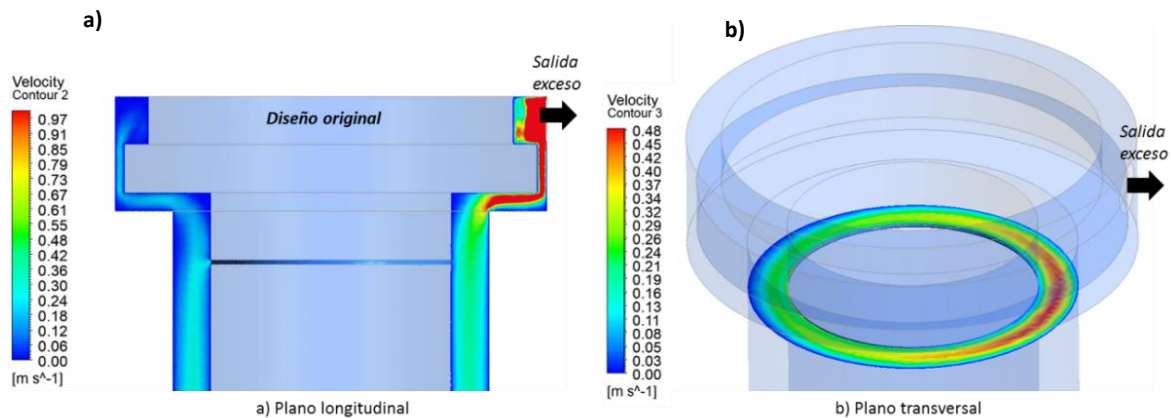 a)
Velocity
Contour 2
0.97
0.91
0.85
0.79
0.73
0.67
0.61
0.55
0.48
0.42
0.36
0.30
0.24
0.18
0.12
0.06
0.00
[m s^-1]
Diseño original
Salida
exceso
a) Plano longitudinal
b)
Velocity
Contour 3
0.48
0.45
0.43
0.40
0.37
0.34
0.32
0.29
0.26
0.24
0.21
0.19
0.16
0.13
0.11
0.08
0.05
0.03
0.00
[m s^-1]
Salida
exceso
b) Plano transversal